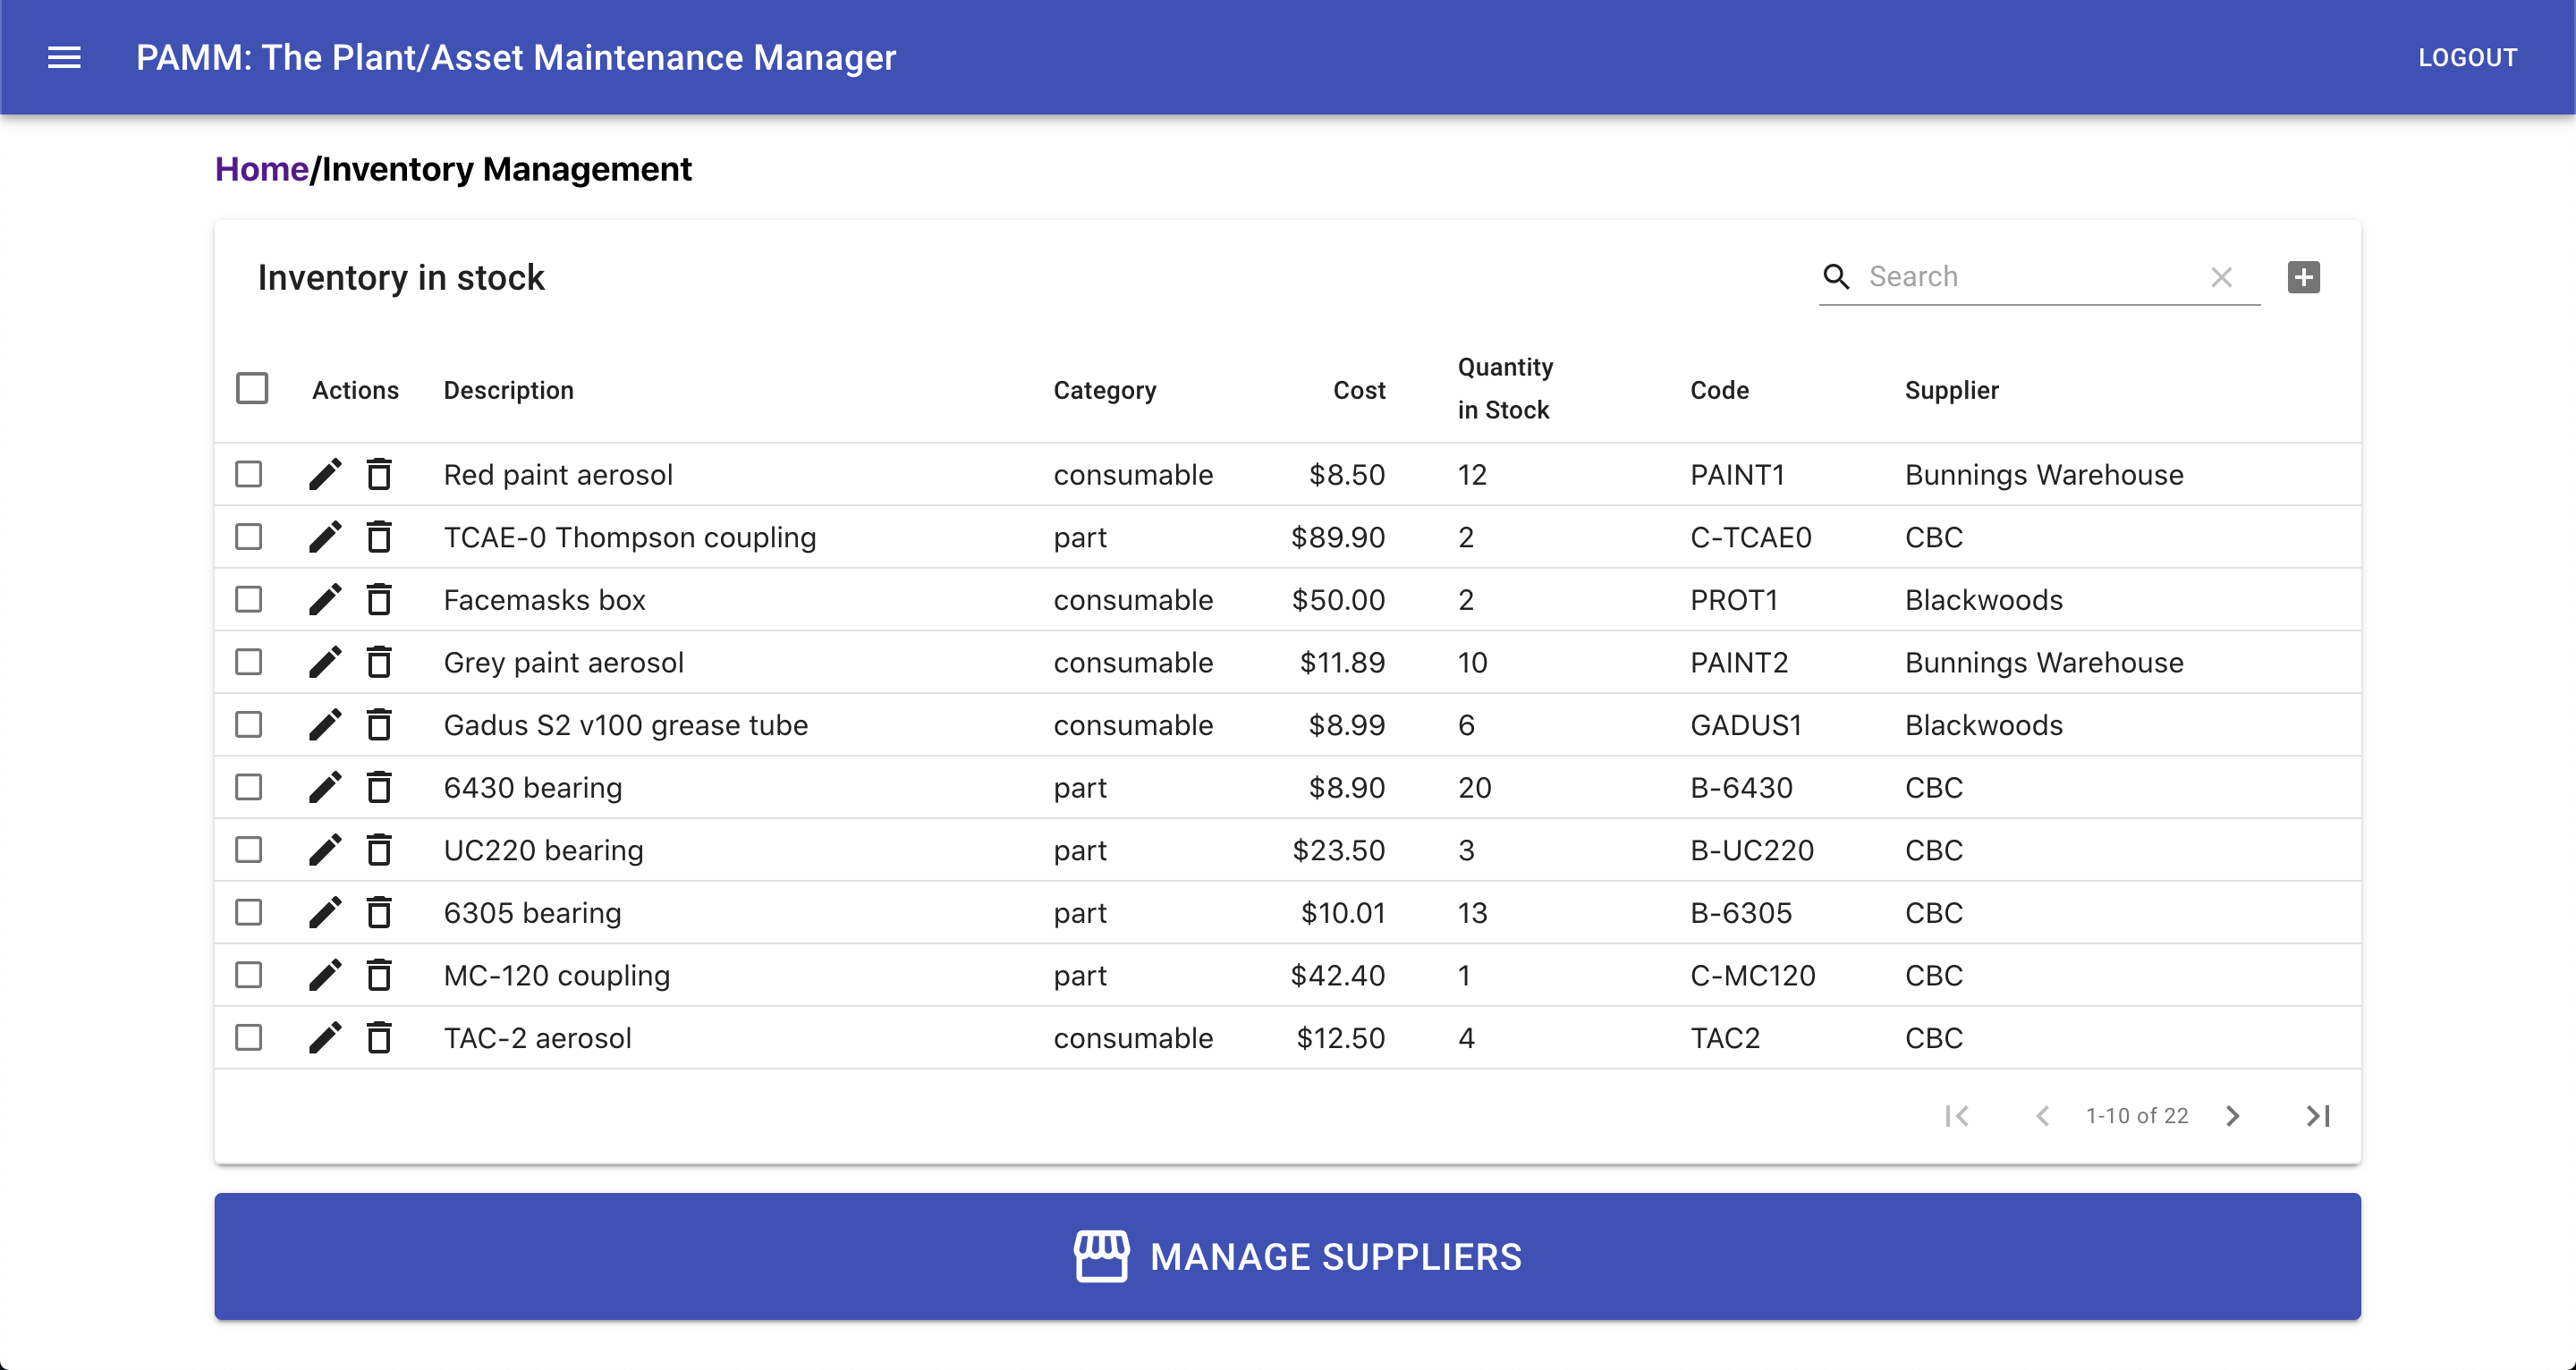 PAMM: The Plant/Asset Maintenance Manager
LOGOUT
Home/Inventory Management
Inventory in stock
Search
Actions Description Category Cost Quantity in Stock Code Supplier
Red paint aerosol consumable $8.50 12 PAINT1 Bunnings Warehouse
TCAE-0 Thompson coupling part $89.90 2 C-TCAE0 CBC
Facemasks box consumable $50.00 2 PROT1 Blackwoods
Grey paint aerosol consumable $11.89 10 PAINT2 Bunnings Warehouse
Gadus S2 v100 grease tube consumable $8.99 6 GADUS1 Blackwoods
6430 bearing part $8.90 20 B-6430 CBC
UC220 bearing part $23.50 3 B-UC220 CBC
6305 bearing part $10.01 13 B-6305 CBC
MC-120 coupling part $42.40 1 C-MC120 CBC
TAC-2 aerosol consumable $12.50 4 TAC2 CBC
1-10 of 22
MANAGE SUPPLIERS